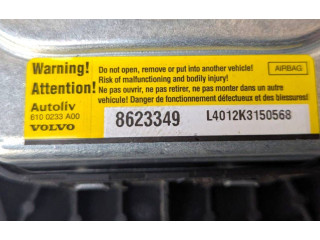 Warning!
Do not open, remove or put into another vehicle!
AIRBAG
Risk of malfunctioning and bodily injury!
Attention!
Ne pas ouvrir, ne pas retirer, ne pas monter dans un autre
véhicule! Danger de fonctionnement défectueux et des blessures!
Autoliv
610 0233 A00
VOLVO
8623349
L4012K3150568